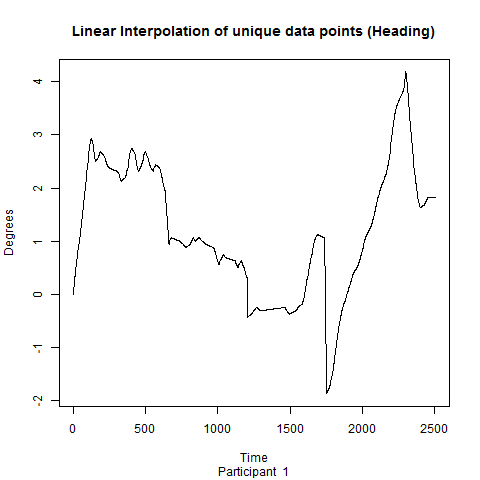 Linear Interpolation of unique data points (Heading)
Degrees
4
3
2
1
0
-1
-2
0 500 1000 1500 2000 2500
Time
Participant 1